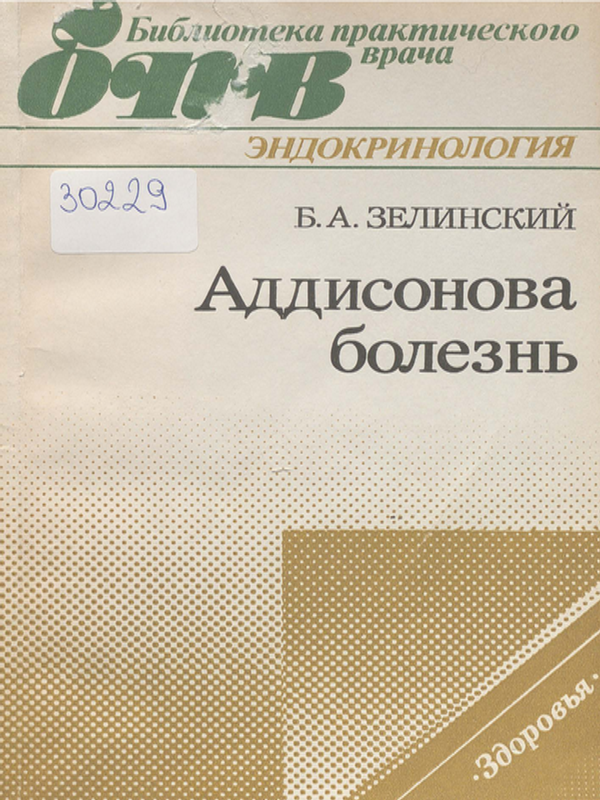 Библиотека практического
врача
бпв
ЭНДОКРИНОЛОГИЯ
30229
Б. А. ЗЕЛИНСКИЙ
Аддисонова
болезнь
·Здоровья·